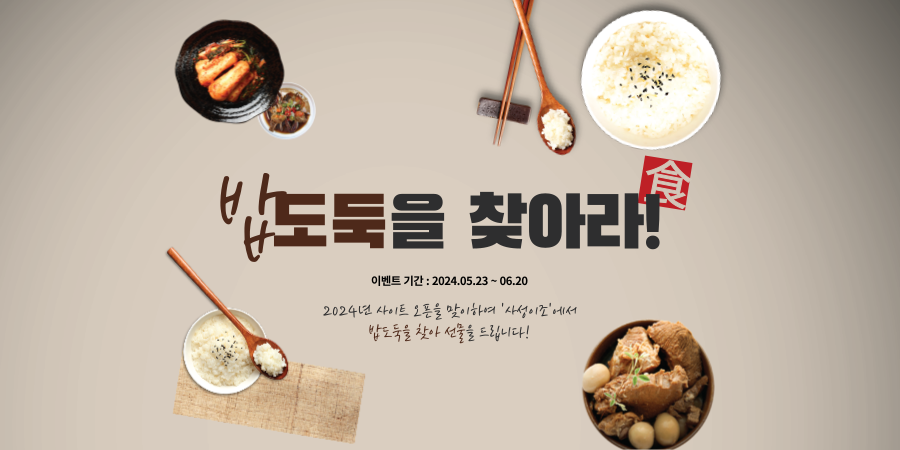 食
밥도둑을 찾아라!
이벤트 기간 : 2024.05.23 ~ 06.20
2024년 사이트 오픈을 맞이하여 '사성이조'에서
밥도둑을 찾아 선물을 드립니다!